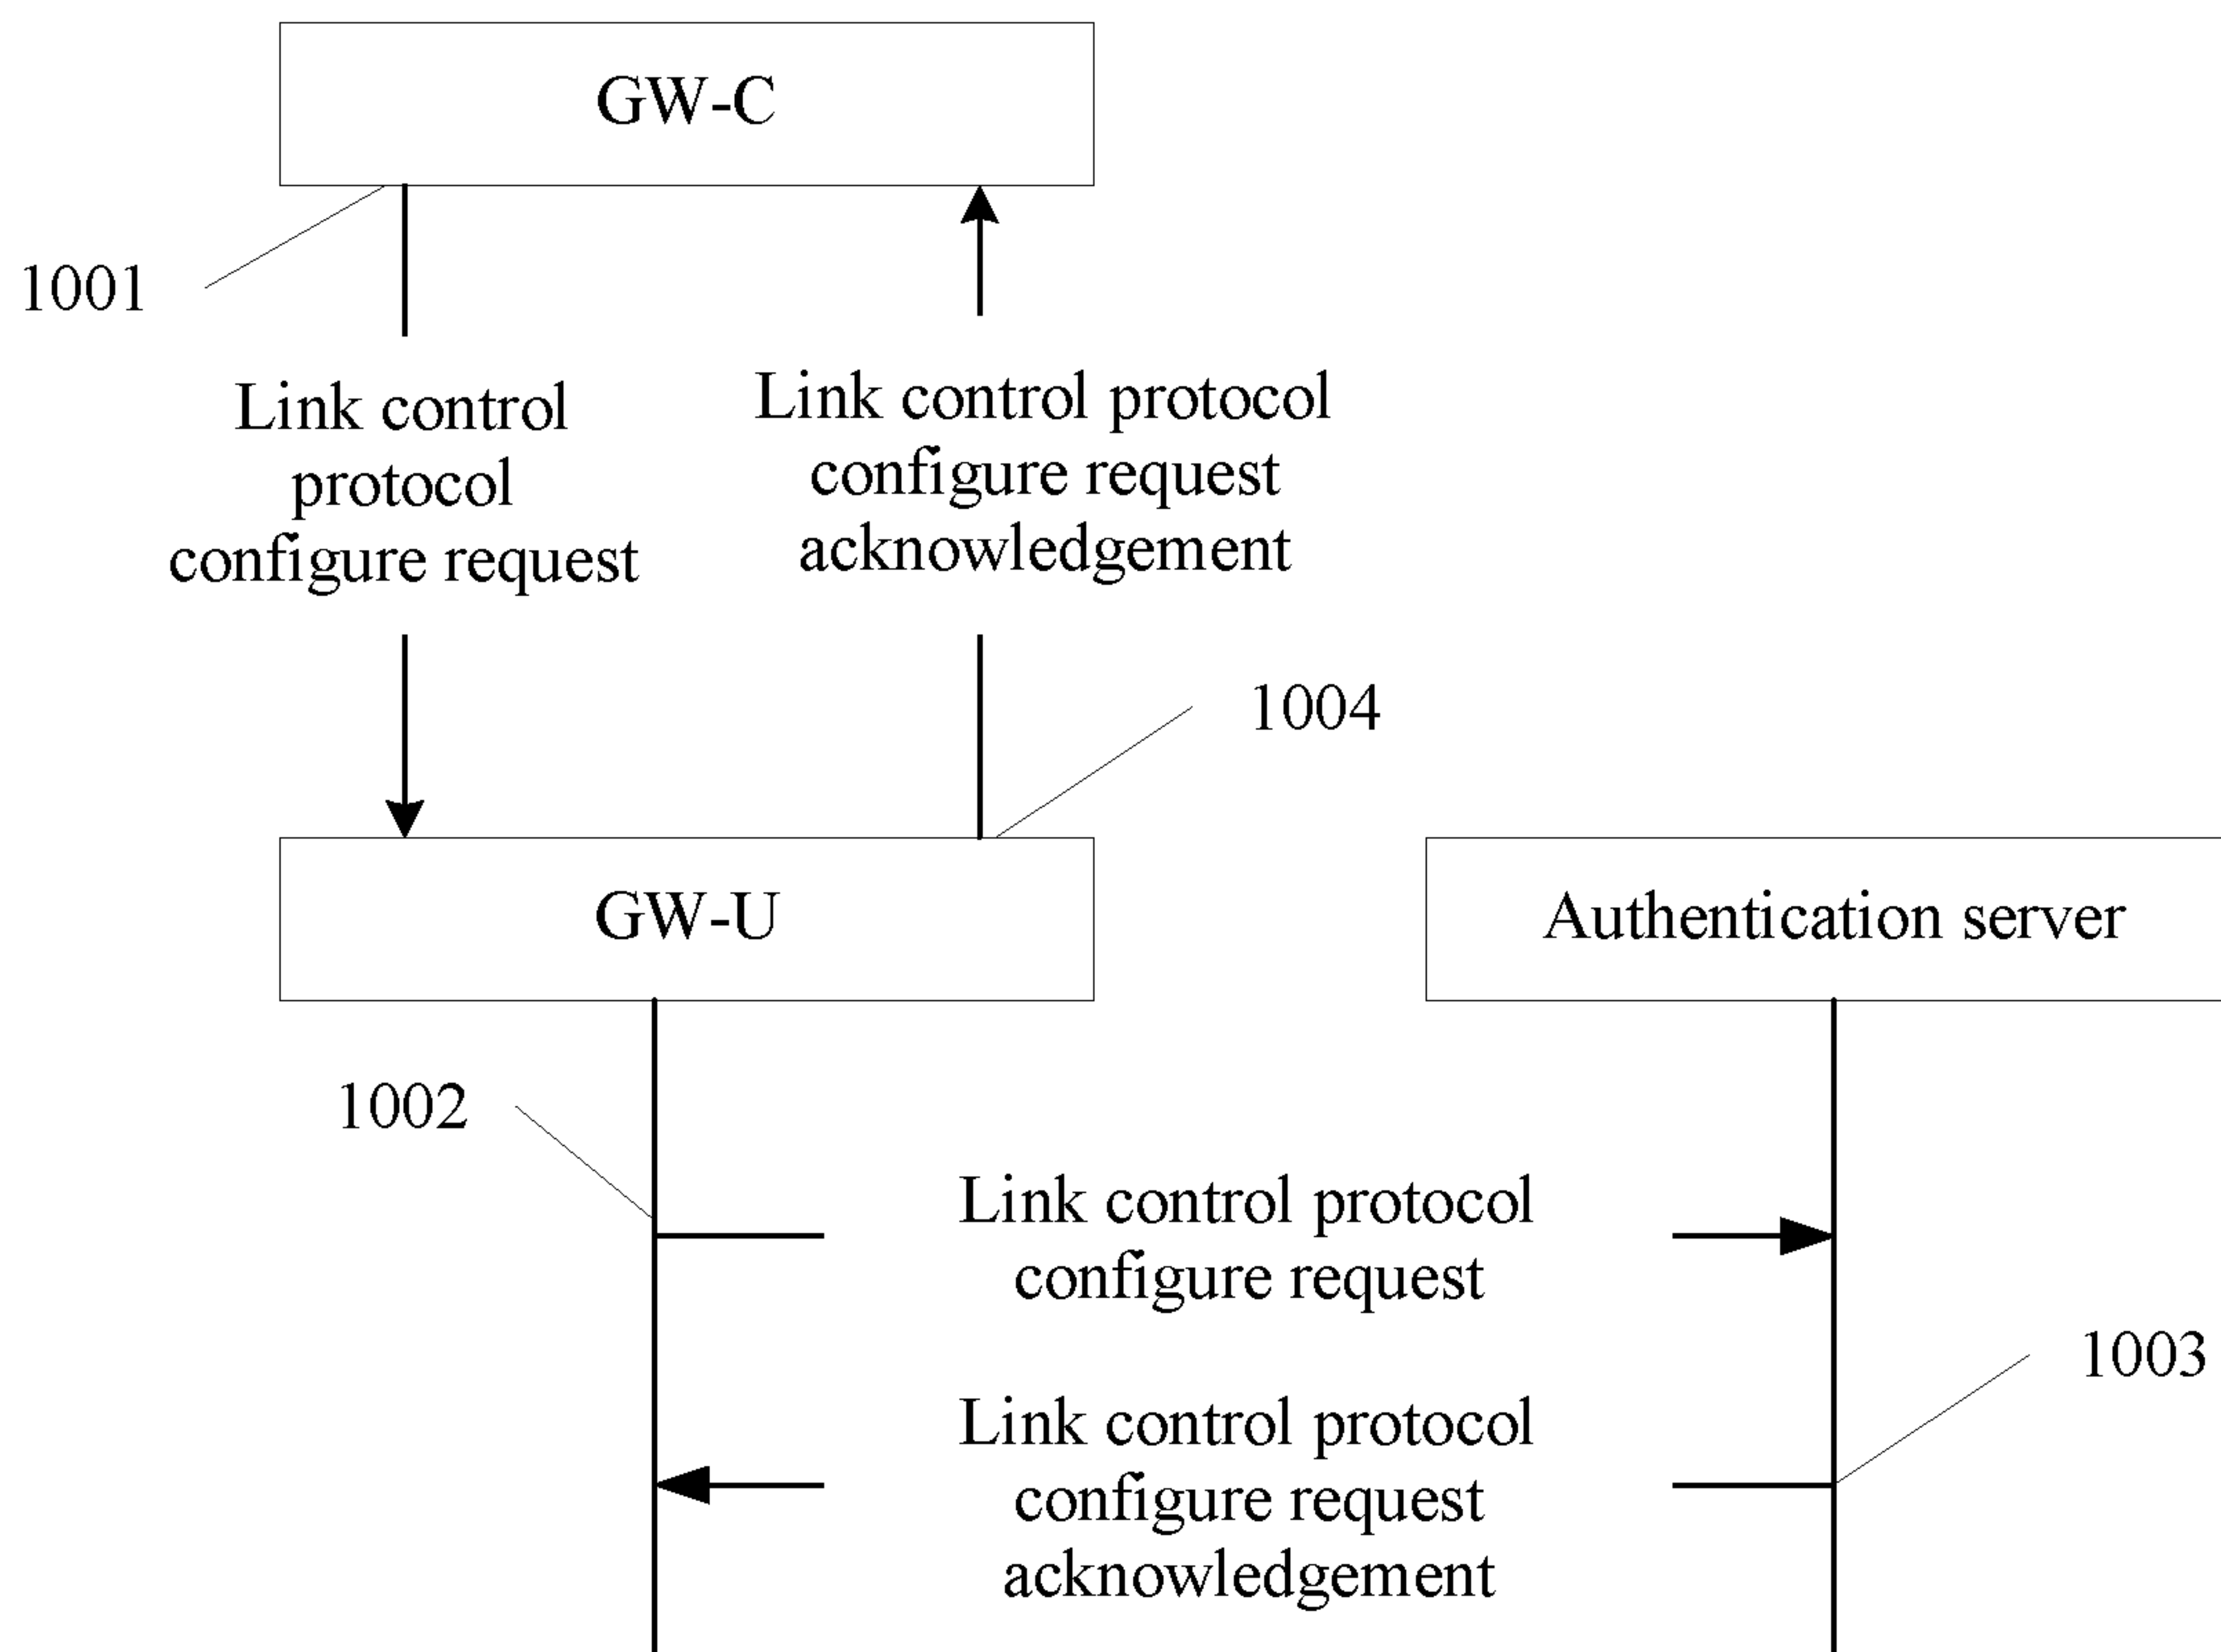 GW-C
1001
Link control
protocol
configure request
Link control protocol
configure request
acknowledgement
1004
GW-U
Authentication server
1002
Link control protocol
configure request
1003
Link control protocol
configure request
acknowledgement